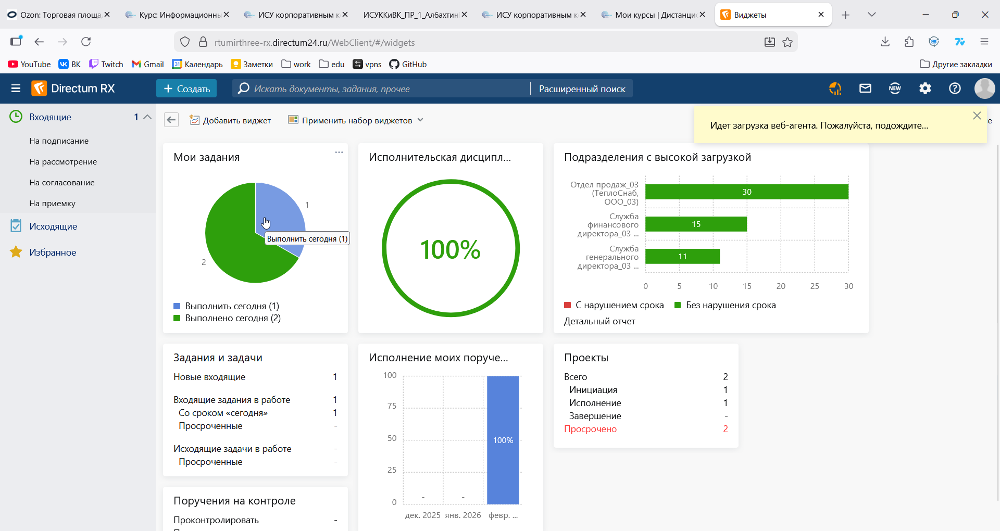 Ozon: Торговая площа
Курс: Информационнь
ИСУ корпоративным к
ИСУККиВК_ПР_1_Албахтин
ИСУ корпоративным к
Мои курсы | Дистанци
Виджеты
rtumirthree-rx.directum24.ru/WebClient/#/widgets
YouTube
ВК
Twitch
Gmail
31
Календарь
Заметки
work
edu
vpns
GitHub
Другие закладки
Directum RX
Создать
Искать документы, задания, прочее
Расширенный поиск
NEW
Входящие 1
На подписание
На рассмотрение
На согласование
На приемку
Исходящие
Избранное
Добавить виджет
Применить набор виджетов
Идет загрузка веб-агента. Пожалуйста, подождите...
е
Мои задания
1
2
Выполнить сегодня (1)
Выполнить сегодня (1)
Выполнено сегодня (2)
Исполнительская дисципл...
100%
Подразделения с высокой загрузкой
Отдел продаж_03
(ТеплоСнаб,
ООО_03)
30
Служба
финансового
директора_03 ...
15
Служба
генерального
директора_03 ...
11
0 5 10 15 20 25 30
С нарушением срока
Без нарушения срока
Детальный отчет
Задания и задачи
Новые входящие 1
Входящие задания в работе 1
Со сроком «сегодня» 1
Просроченные -
Исходящие задачи в работе -
Просроченные -
Исполнение моих поруче...
100
75
50
25
0
100%
- -
дек. 2025 янв. 2026 февр. ...
Проекты
Всего 2
Инициация 1
Исполнение 1
Завершение -
Просрочено 2
Поручения на контроле
Проконтролировать -